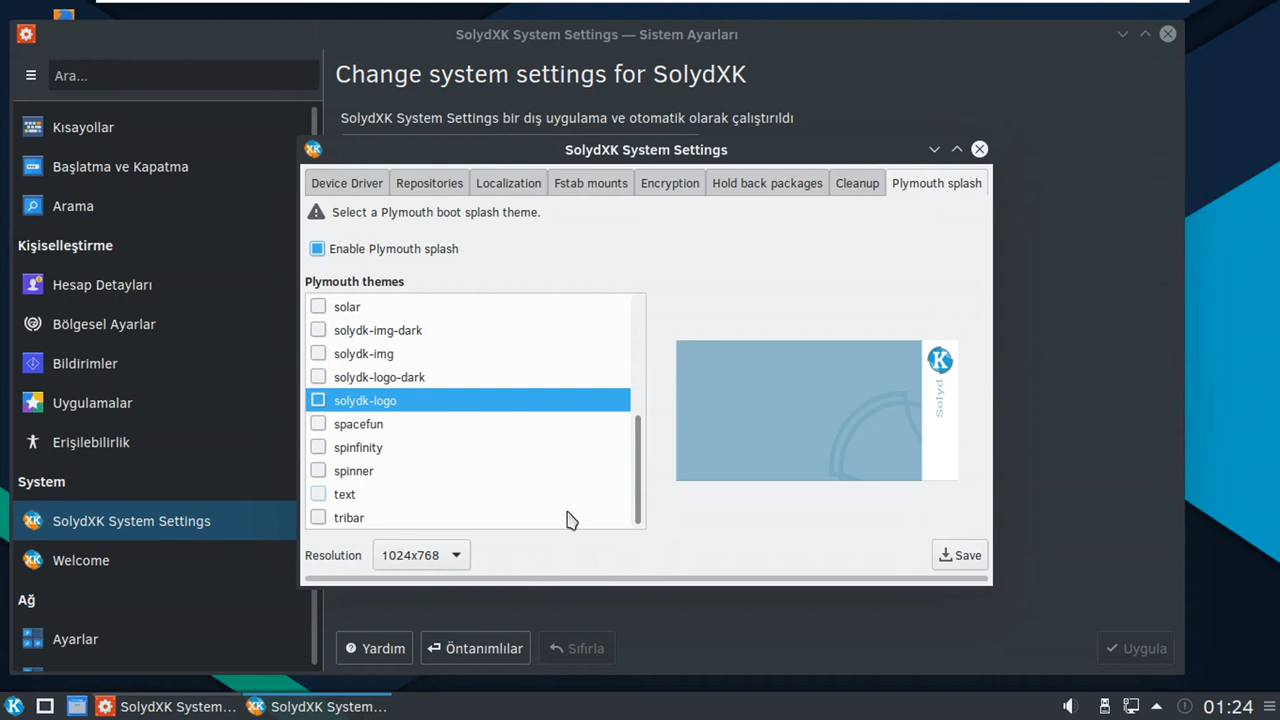 SolydXK System Settings — Sistem Ayarları
Ara...
Change system settings for SolydXK
SolydXK System Settings bir dış uygulama ve otomatik olarak çalıştırıldı
Kısayollar
Başlatma ve Kapatma
Arama
Kişiselleştirme
Hesap Detayları
Bölgesel Ayarlar
Bildirimler
Uygulamalar
Erişilebilirlik
System
SolydXK System Settings
Welcome
Ağ
Ayarlar
SolydXK System Settings
Device Driver
Repositories
Localization
Fstab mounts
Encryption
Hold back packages
Cleanup
Plymouth splash
Select a Plymouth boot splash theme.
Enable Plymouth splash
Plymouth themes
solar
solydk-img-dark
solydk-img
solydk-logo-dark
solydk-logo
spacefun
spinfinity
spinner
text
tribar
K
Solyd
Resolution
1024x768
Save
Yardım
Öntanımlılar
Sıfırla
Uygula
SolydXK System...
SolydXK System...
01:24